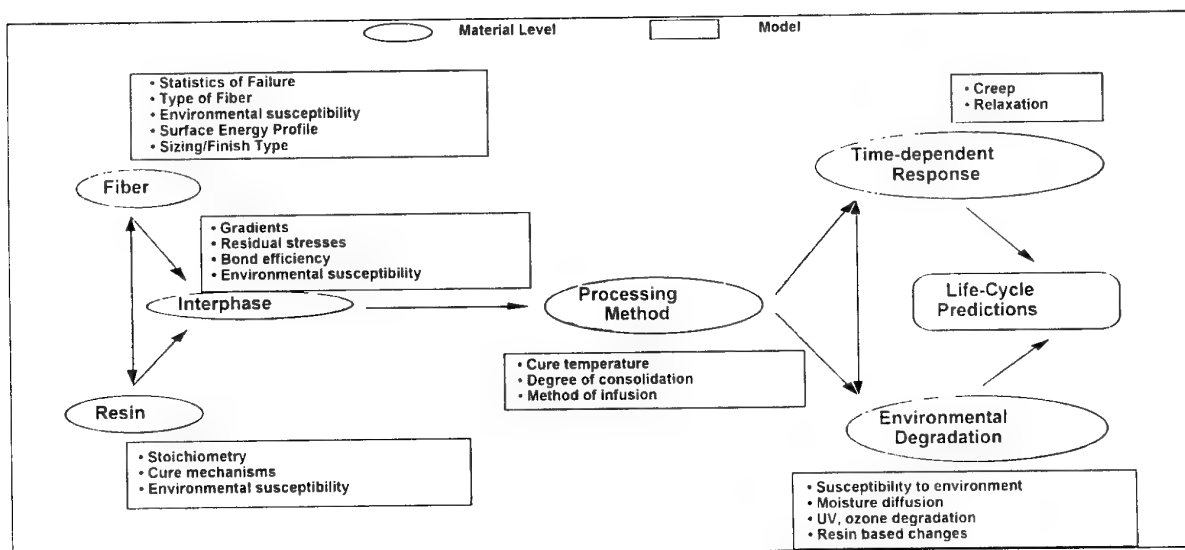 Material Level
Model
• Statistics of Failure
• Type of Fiber
• Environmental susceptibility
• Surface Energy Profile
• Sizing/Finish Type
• Creep
• Relaxation
Time-dependent
Response
Fiber
• Gradients
• Residual stresses
• Bond efficiency
• Environmental susceptibility
Interphase
Processing
Method
Life-Cycle
Predictions
• Cure temperature
• Degree of consolidation
• Method of infusion
Resin
Environmental
Degradation
• Stoichiometry
• Cure mechanisms
• Environmental susceptibility
• Susceptibility to environment
• Moisture diffusion
• UV, ozone degradation
• Resin based changes